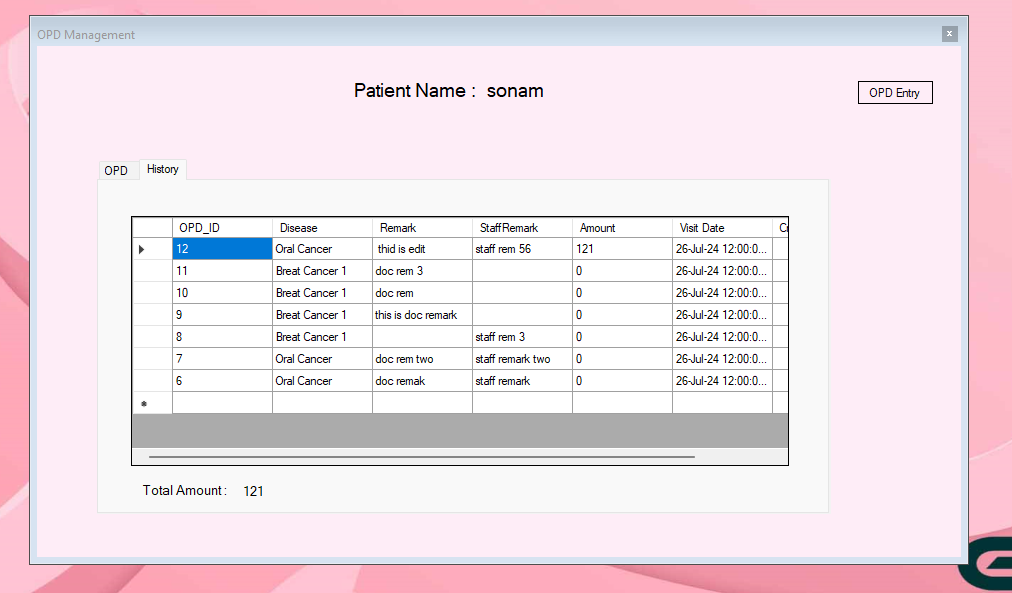 OPD Management
x
Patient Name : sonam
OPD Entry
OPD History
OPD_ID Disease Remark StaffRemark Amount Visit Date
12 Oral Cancer thid is edit staff rem 56 121 26-Jul-24 12:00:0...
11 Breat Cancer 1 doc rem 3 0 26-Jul-24 12:00:0...
10 Breat Cancer 1 doc rem 0 26-Jul-24 12:00:0...
9 Breat Cancer 1 this is doc remark 0 26-Jul-24 12:00:0...
8 Breat Cancer 1 staff rem 3 0 26-Jul-24 12:00:0...
7 Oral Cancer doc rem two staff remark two 0 26-Jul-24 12:00:0...
6 Oral Cancer doc remak staff remark 0 26-Jul-24 12:00:0...
Total Amount : 121